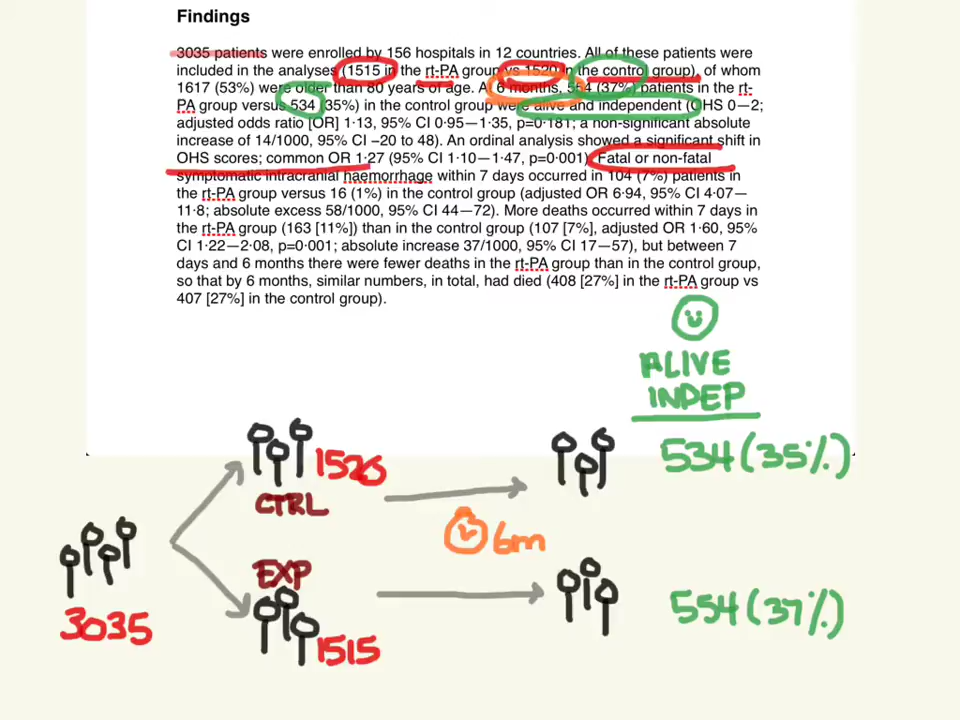 Findings
3035 patients were enrolled by 156 hospitals in 12 countries. All of these patients were
included in the analyses (1515 in the rt-PA group vs 1520 in the control group), of whom
1617 (53%) were older than 80 years of age. At 6 months, 554 (37%) patients in the rt-
PA group versus 534 (35%) in the control group were alive and independent (OHS 0—2;
adjusted odds ratio [OR] 1·13, 95% CI 0·95—1·35, p=0·181; a non-significant absolute
increase of 14/1000, 95% CI −20 to 48). An ordinal analysis showed a significant shift in
OHS scores; common OR 1·27 (95% CI 1·10—1·47, p=0·001). Fatal or non-fatal
symptomatic intracranial haemorrhage within 7 days occurred in 104 (7%) patients in
the rt-PA group versus 16 (1%) in the control group (adjusted OR 6·94, 95% CI 4·07—
11·8; absolute excess 58/1000, 95% CI 44—72). More deaths occurred within 7 days in
the rt-PA group (163 [11%]) than in the control group (107 [7%], adjusted OR 1·60, 95%
CI 1·22—2·08, p=0·001; absolute increase 37/1000, 95% CI 17—57), but between 7
days and 6 months there were fewer deaths in the rt-PA group than in the control group,
so that by 6 months, similar numbers, in total, had died (408 [27%] in the rt-PA group vs
407 [27%] in the control group).
ALIVE
INDEP
534 (35%)
1520
CTRL
6m
EXP
554 (37%)
3035
1515